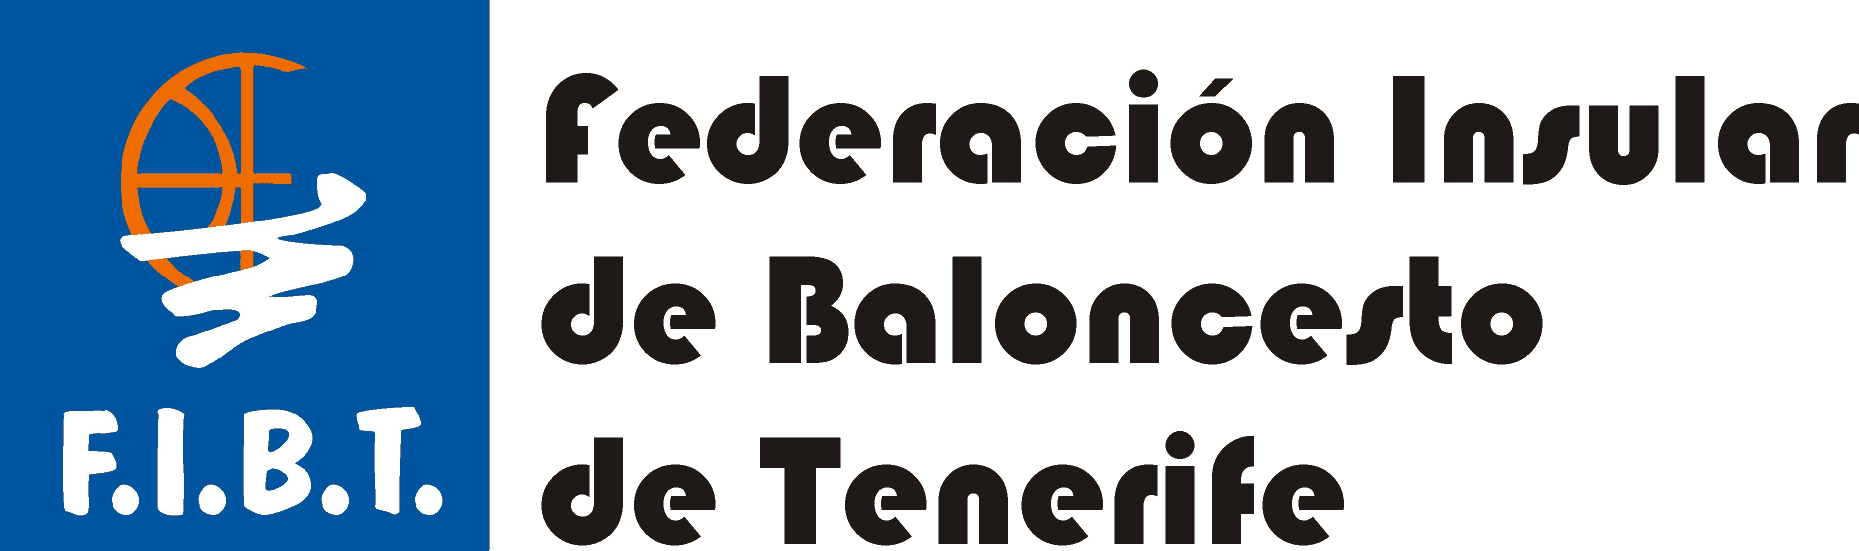 Federación Insular
de Baloncesto
de Tenerife
F.I.B.T.